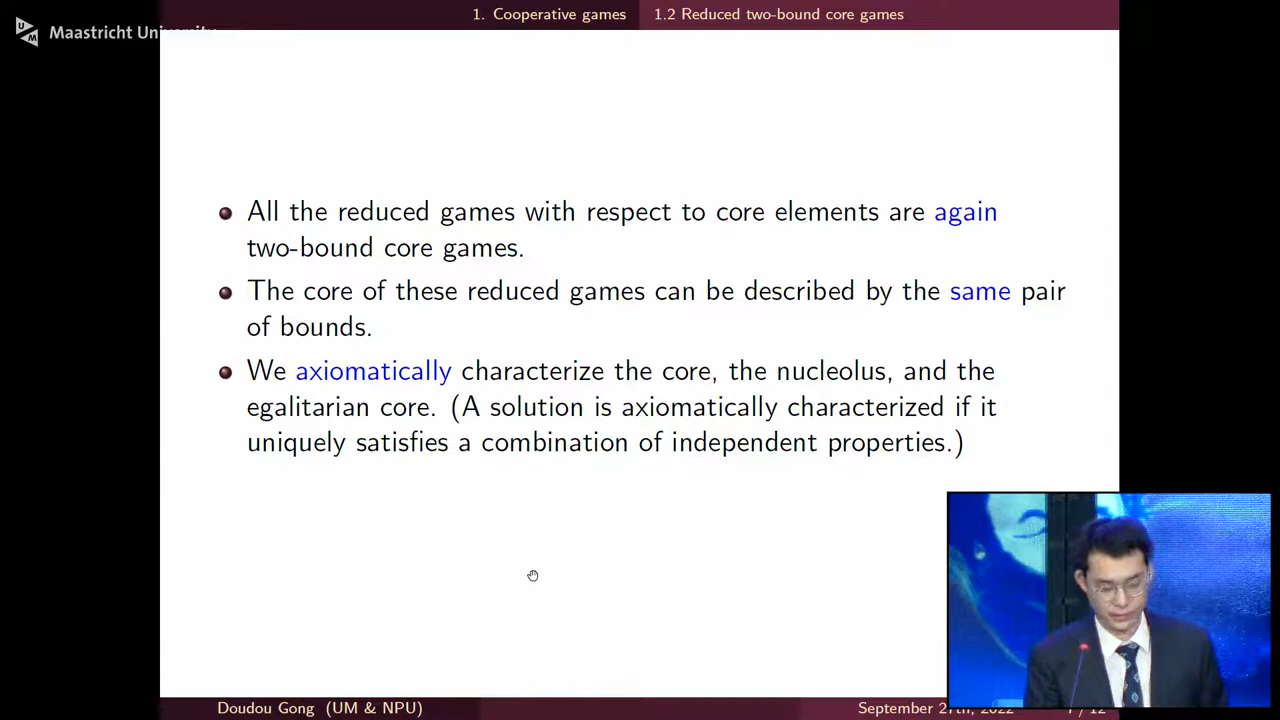 1. Cooperative games
1.2 Reduced two-bound core games
Maastricht University
All the reduced games with respect to core elements are again
two-bound core games.
The core of these reduced games can be described by the same pair
of bounds.
We axiomatically characterize the core, the nucleolus, and the
egalitarian core. (A solution is axiomatically characterized if it
uniquely satisfies a combination of independent properties.)
Doudou Gong (UM & NPU)
September 27th, 2022
7 / 12